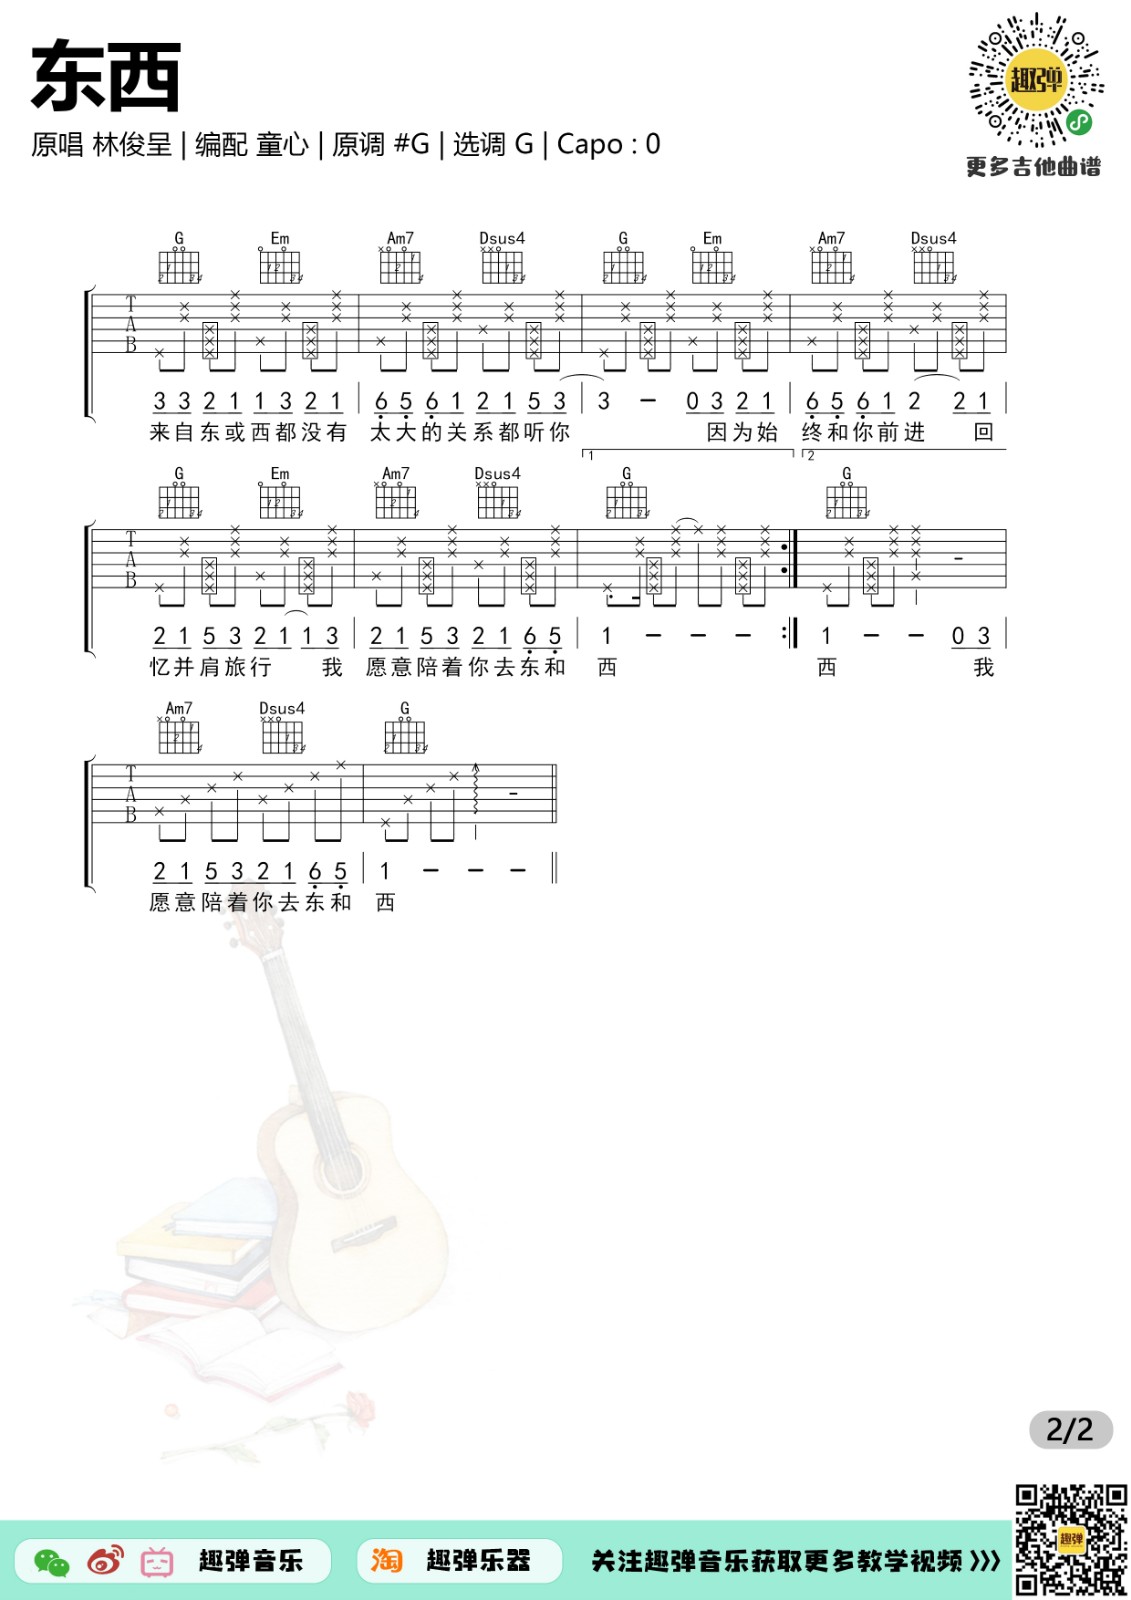 东西
原唱 林俊呈 | 编配 童心 | 原调 #G | 选调 G | Capo : 0
趣弹
更多吉他曲谱
G Em Am7 Dsus4 G Em Am7 Dsus4
T
A
B
3 3 2 1 1 3 2 1 6 5 6 1 2 1 5 3 3 - 0 3 2 1 6 5 6 1 2 2 1
来自东或西都没有 太大的关系都听你 因为始 终和你前进 回
1 2
G Em Am7 Dsus4 G G
T
A
B
2 1 5 3 2 1 1 3 2 1 5 3 2 1 6 5 1 - - - 1 - - 0 3
忆并肩旅行 我 愿意陪着你去东和 西 西 我
Am7 Dsus4 G
T
A
B
2 1 5 3 2 1 6 5 1 - - -
愿意陪着你去东和 西
2/2
趣弹音乐 淘 趣弹乐器 关注趣弹音乐获取更多教学视频 》》》
趣弹